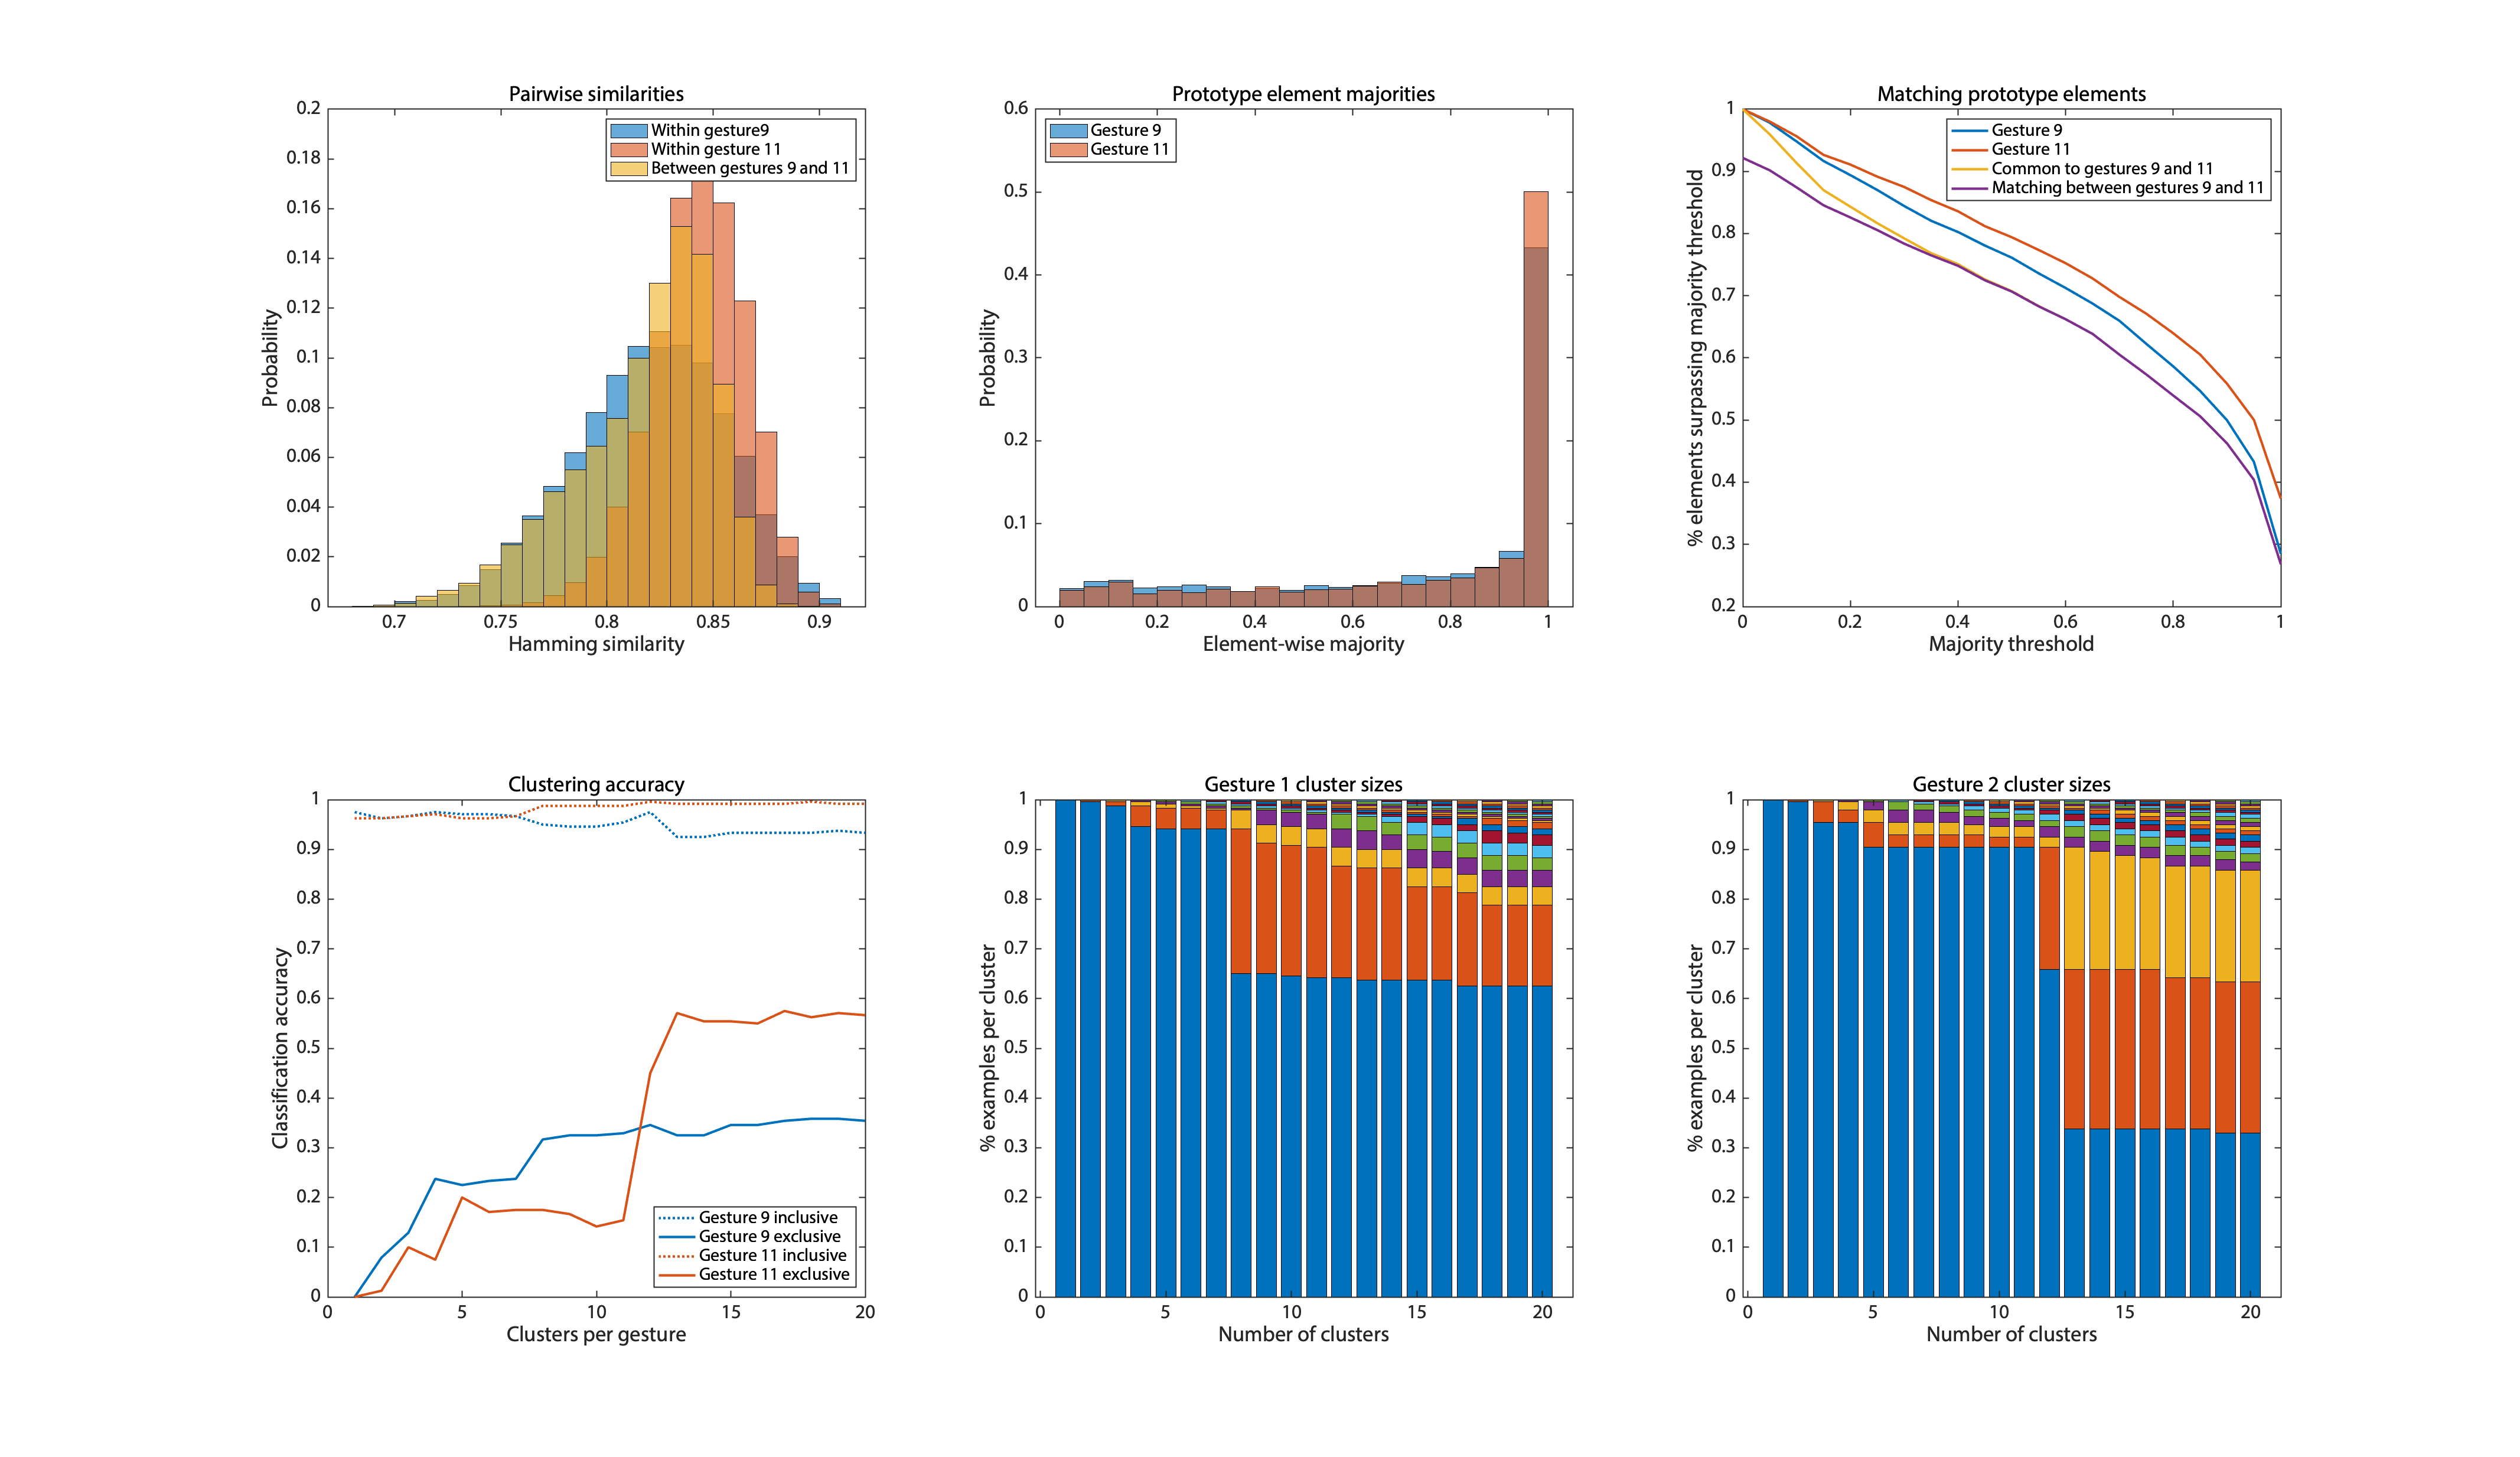 Pairwise similarities
0.2
0.18
0.16
0.14
0.12
0.1
0.08
0.06
0.04
0.02
0
Probability
Within gesture9
Within gesture 11
Between gestures 9 and 11
0.7 0.75 0.8 0.85 0.9
Hamming similarity
Prototype element majorities
0.6
0.5
0.4
0.3
0.2
0.1
0
Probability
Gesture 9
Gesture 11
0 0.2 0.4 0.6 0.8 1
Element-wise majority
Matching prototype elements
1
0.9
0.8
0.7
0.6
0.5
0.4
0.3
0.2
% elements surpassing majority threshold
Gesture 9
Gesture 11
Common to gestures 9 and 11
Matching between gestures 9 and 11
0 0.2 0.4 0.6 0.8 1
Majority threshold
Clustering accuracy
1
0.9
0.8
0.7
0.6
0.5
0.4
0.3
0.2
0.1
0
Classification accuracy
Gesture 9 inclusive
Gesture 9 exclusive
Gesture 11 inclusive
Gesture 11 exclusive
0 5 10 15 20
Clusters per gesture
Gesture 1 cluster sizes
1
0.9
0.8
0.7
0.6
0.5
0.4
0.3
0.2
0.1
0
% examples per cluster
0 5 10 15 20
Number of clusters
Gesture 2 cluster sizes
1
0.9
0.8
0.7
0.6
0.5
0.4
0.3
0.2
0.1
0
% examples per cluster
0 5 10 15 20
Number of clusters